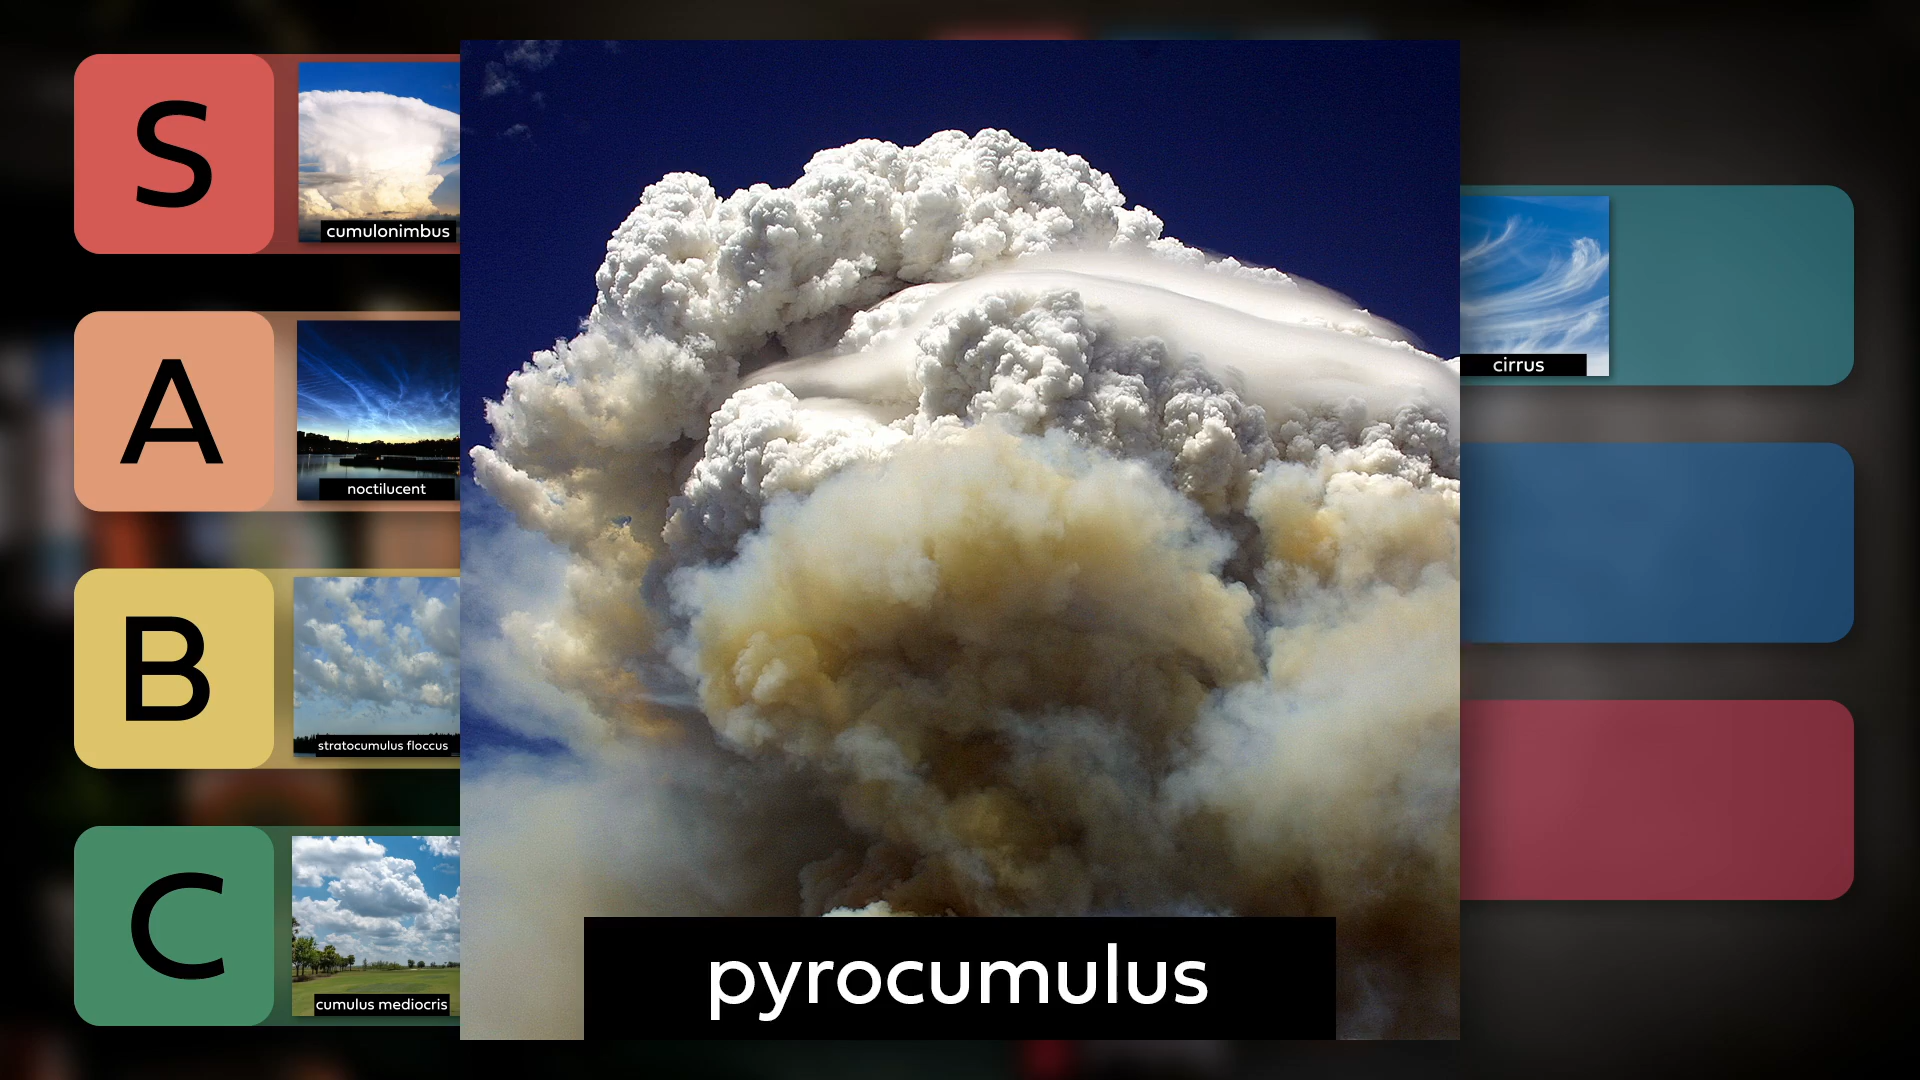 S
cumulonimbus
A
noctilucent
B
stratocumulus floccus
C
cumulus mediocris
cirrus
pyrocumulus